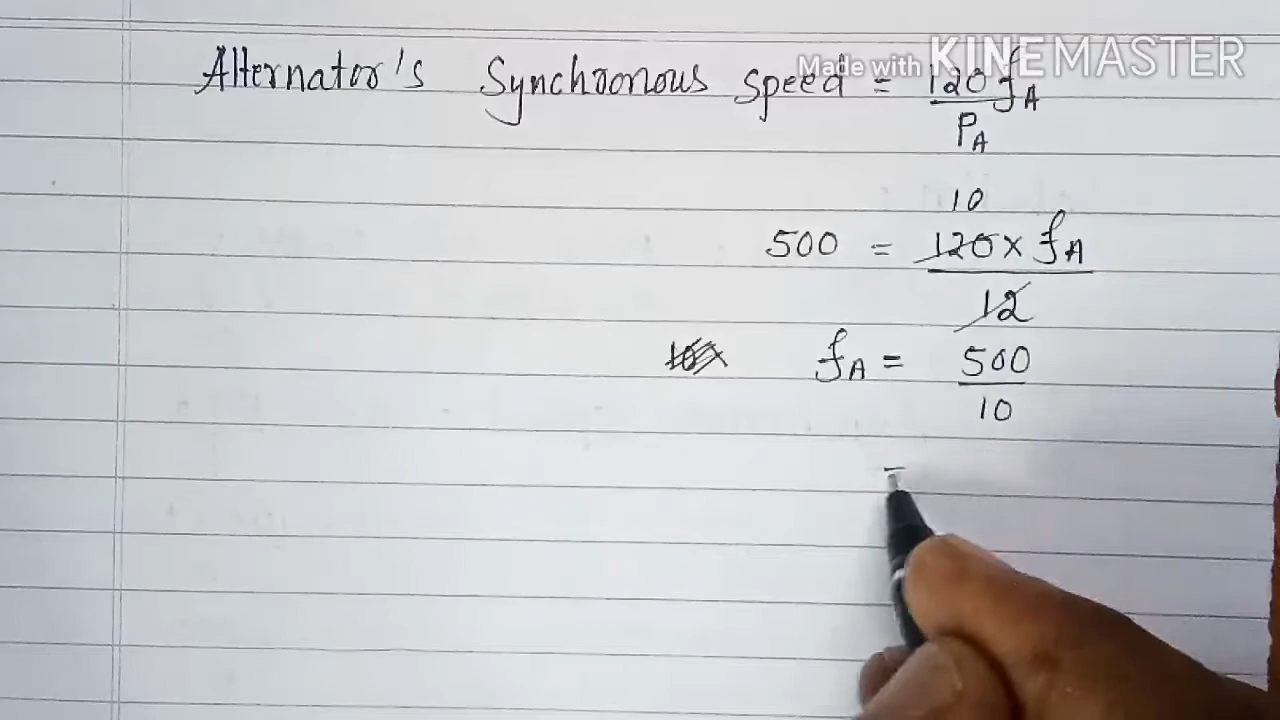 Made with KINEMASTER
Alternator's Synchronous speed = 120 fA
PA
10
500 = 120 x fA
12
fA = 500
10